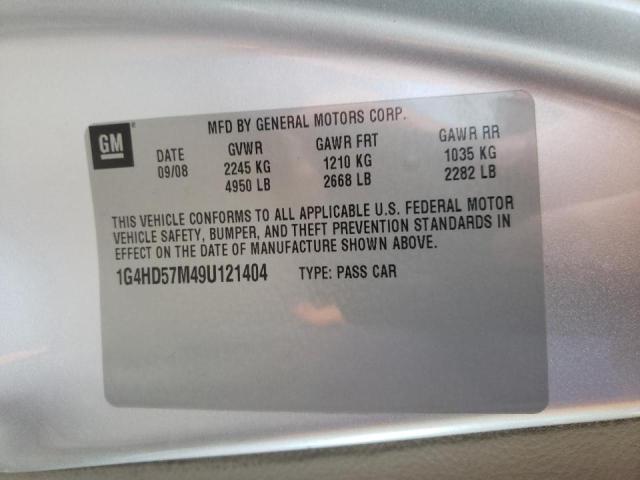 MFD BY GENERAL MOTORS CORP.
GM
DATE GVWR GAWR FRT GAWR RR
09/08 2245 KG 1210 KG 1035 KG
4950 LB 2668 LB 2282 LB
THIS VEHICLE CONFORMS TO ALL APPLICABLE U.S. FEDERAL MOTOR
VEHICLE SAFETY, BUMPER, AND THEFT PREVENTION STANDARDS IN
EFFECT ON THE DATE OF MANUFACTURE SHOWN ABOVE.
1G4HD57M49U121404 TYPE: PASS CAR